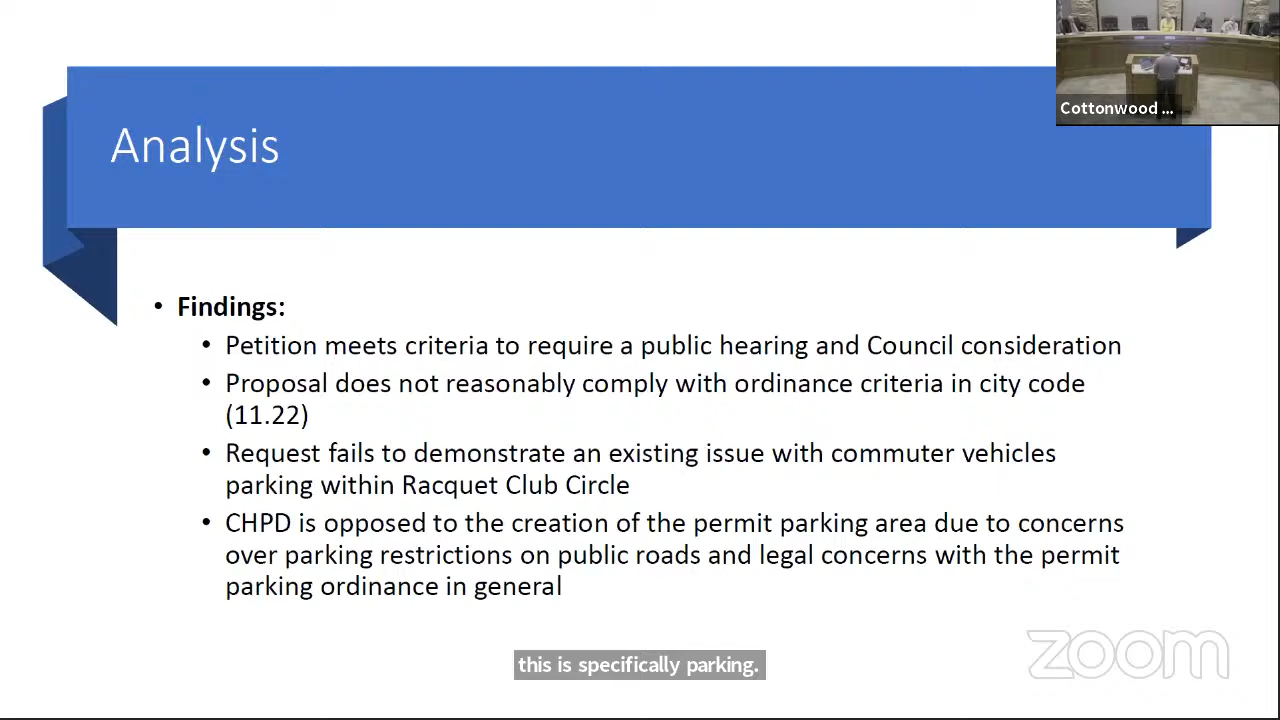 Cottonwood ...
Analysis
• Findings:
• Petition meets criteria to require a public hearing and Council consideration
• Proposal does not reasonably comply with ordinance criteria in city code
(11.22)
• Request fails to demonstrate an existing issue with commuter vehicles
parking within Racquet Club Circle
• CHPD is opposed to the creation of the permit parking area due to concerns
over parking restrictions on public roads and legal concerns with the permit
parking ordinance in general
this is specifically parking.
zoom